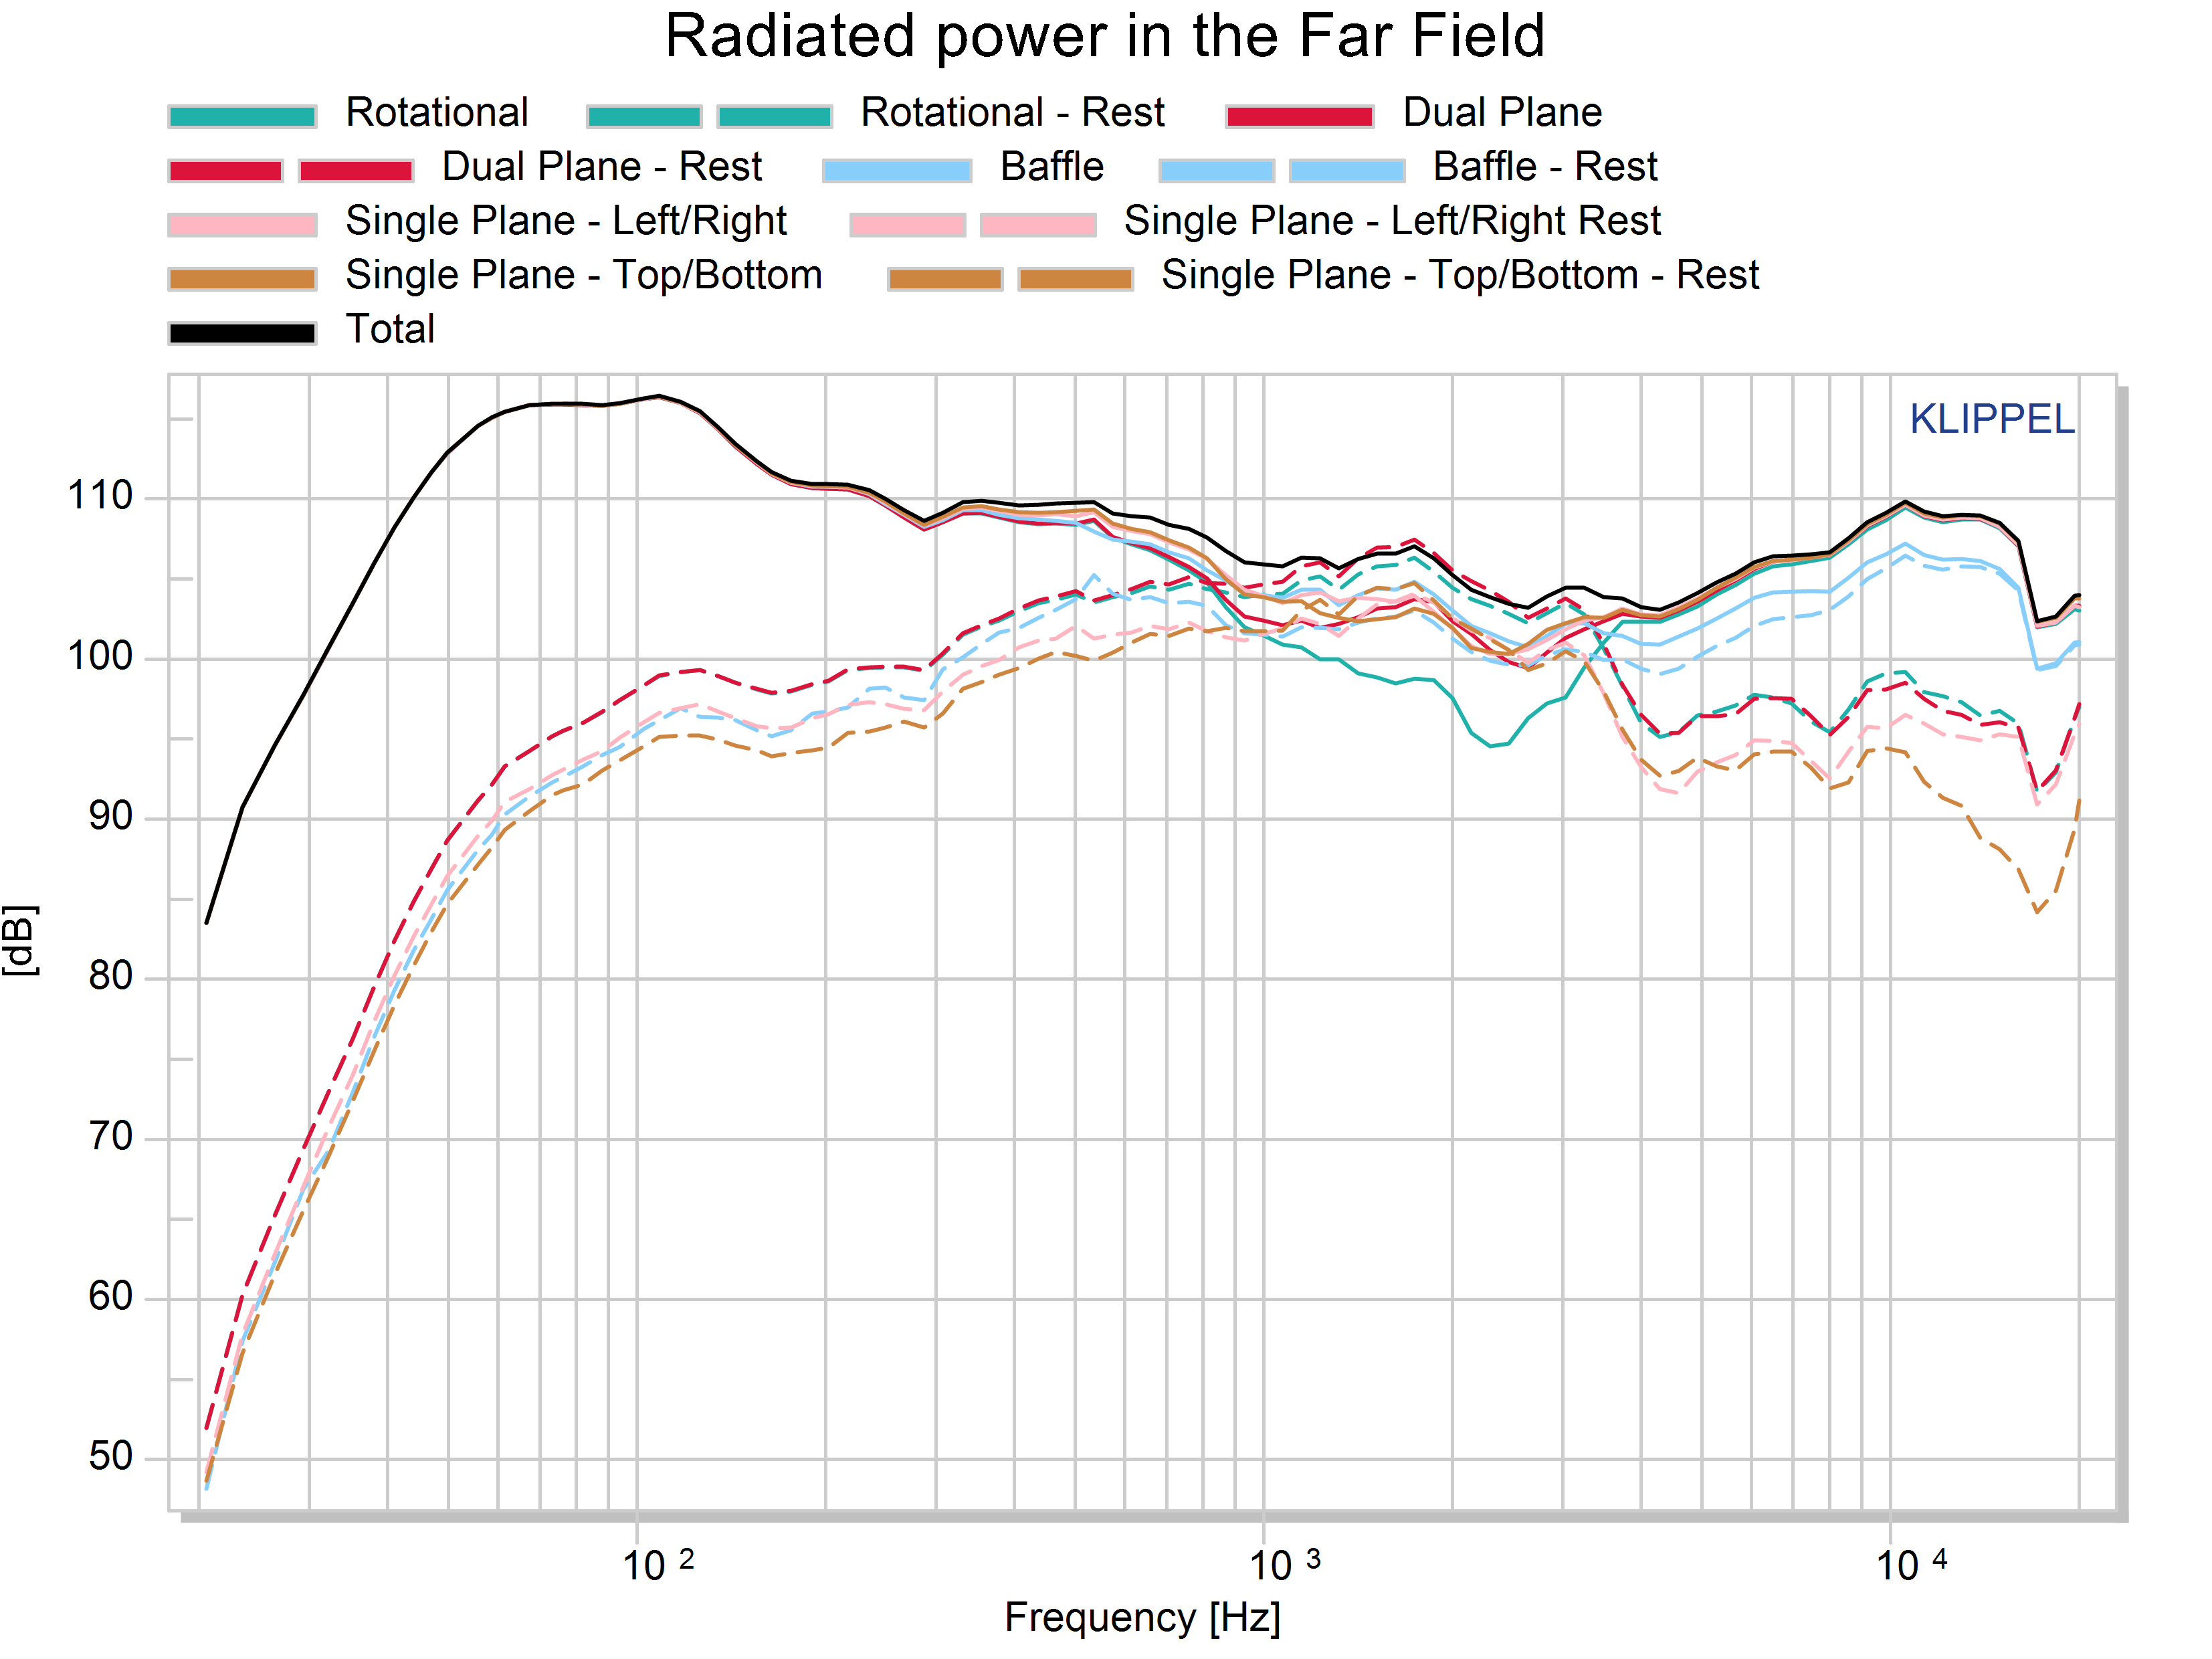 Radiated power in the Far Field
Rotational Rotational - Rest Dual Plane
Dual Plane - Rest Baffle Baffle - Rest
Single Plane - Left/Right Single Plane - Left/Right Rest
Single Plane - Top/Bottom Single Plane - Top/Bottom - Rest
Total
KLIPPEL
110
100
90
80
70
60
50
[dB]
10 2 10 3 10 4
Frequency [Hz]